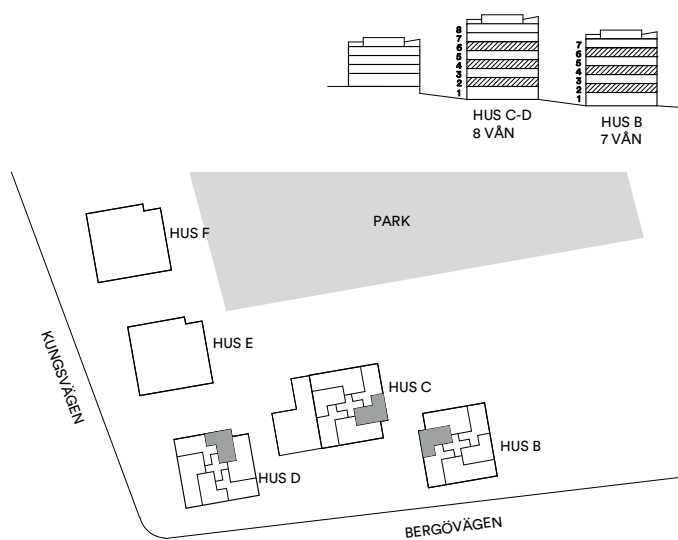 8
7
6
5
4
3
2
1
7
6
5
4
3
2
1
HUS C-D
8 VÅN
HUS B
7 VÅN
PARK
HUS F
HUS E
KUNGSVÄGEN
HUS C
HUS B
HUS D
BERGÖVÄGEN